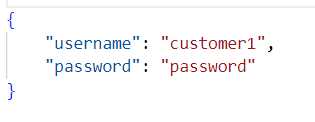 {
    "username": "customer1",
    "password": "password"
}